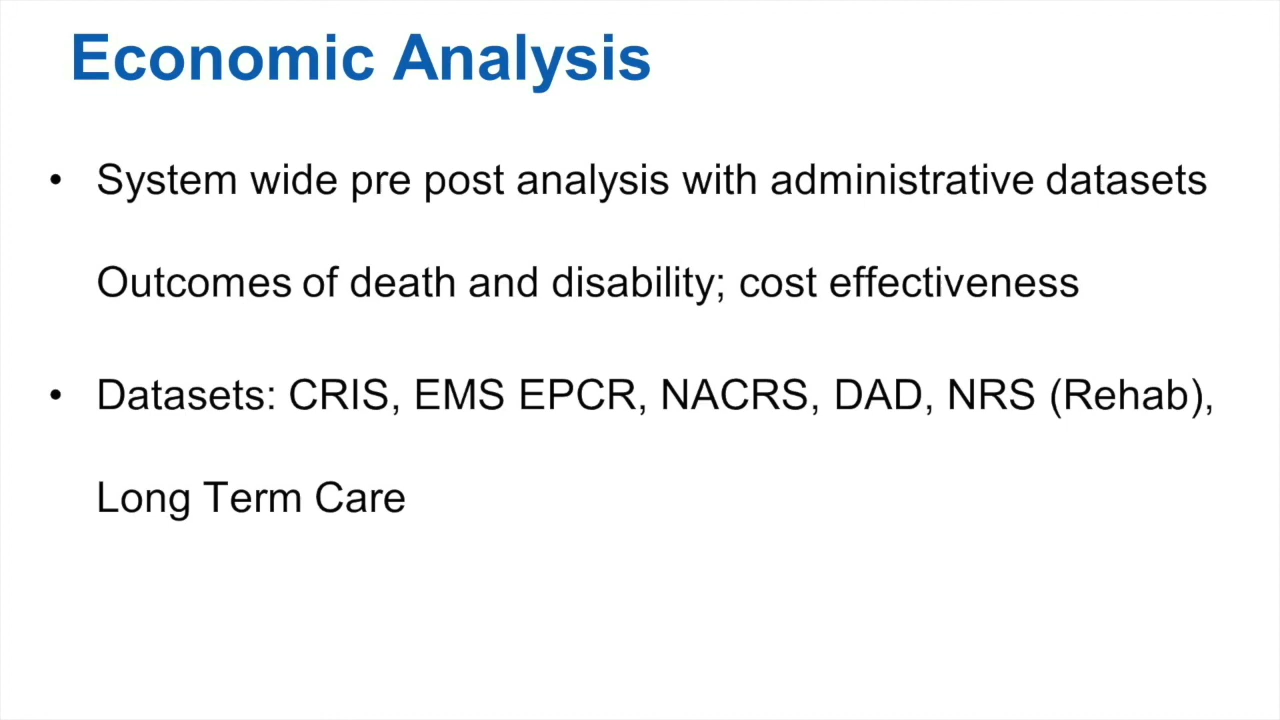 Economic Analysis
• System wide pre post analysis with administrative datasets
Outcomes of death and disability; cost effectiveness
• Datasets: CRIS, EMS EPCR, NACRS, DAD, NRS (Rehab),
Long Term Care